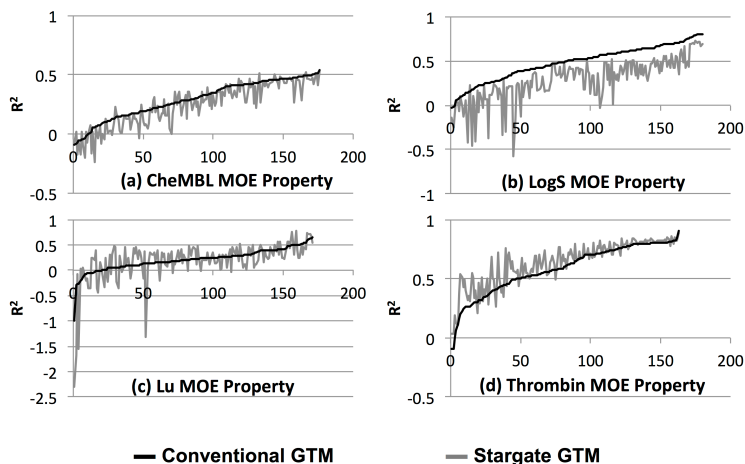 1
0.5
0
-0.5
R²
0 50 100 150 200
(a) CheMBL MOE Property
1
0.5
0
-0.5
-1
R²
0 50 100 150 200
(b) LogS MOE Property
1
0.5
0
-0.5
-1
-1.5
-2
-2.5
R²
0 50 100 150 200
(c) Lu MOE Property
1
0.5
0
-0.5
R²
0 50 100 150 200
(d) Thrombin MOE Property
Conventional GTM
Stargate GTM